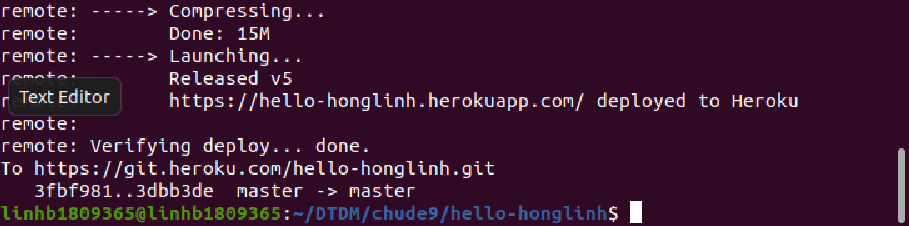 remote: -----> Compressing...
remote:        Done: 15M
remote: -----> Launching...
remote:        Released v5
Text Editor
re        https://hello-honglinh.herokuapp.com/ deployed to Heroku
remote:
remote: Verifying deploy... done.
To https://git.heroku.com/hello-honglinh.git
   3fbf981..3dbb3de  master -> master
linhb1809365@linhb1809365:~/DTDM/chude9/hello-honglinh$